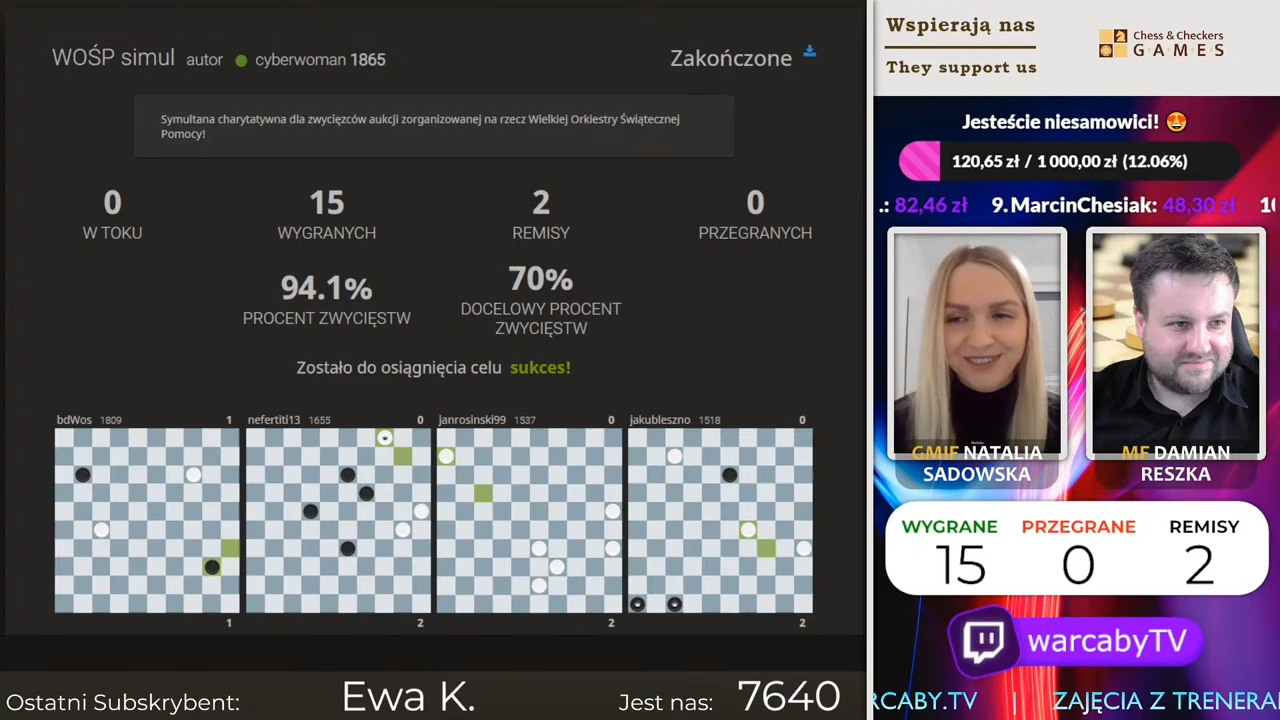 WOŚP simul autor cyberwoman 1865
Zakończone
Symultana charytatywna dla zwycięzców aukcji zorganizowanej na rzecz Wielkiej Orkiestry Świątecznej
Pomocy!
0
W TOKU
15
WYGRANYCH
2
REMISY
0
PRZEGRANYCH
94.1%
PROCENT ZWYCIĘSTW
70%
DOCELOWY PROCENT
ZWYCIĘSTW
Zostało do osiągnięcia celu sukces!
bdWos 1809 1
nefertiti13 1655 0
janrosinski99 1537 0
jakubleszno 1518 0
1
2
2
2
Ostatni Subskrybent: Ewa K.
Jest nas: 7640
Wspierają nas
They support us
Chess & Checkers
GAMES
Jesteście niesamowici!
120,65 zł / 1 000,00 zł (12.06%)
.: 82,46 zł 9. MarcinChesiak: 48,30 zł 10
GMIF NATALIA
SADOWSKA
MF DAMIAN
RESZKA
WYGRANE
15
PRZEGRANE
0
REMISY
2
warcabyTV
RCABY.TV | ZAJĘCIA Z TRENERA